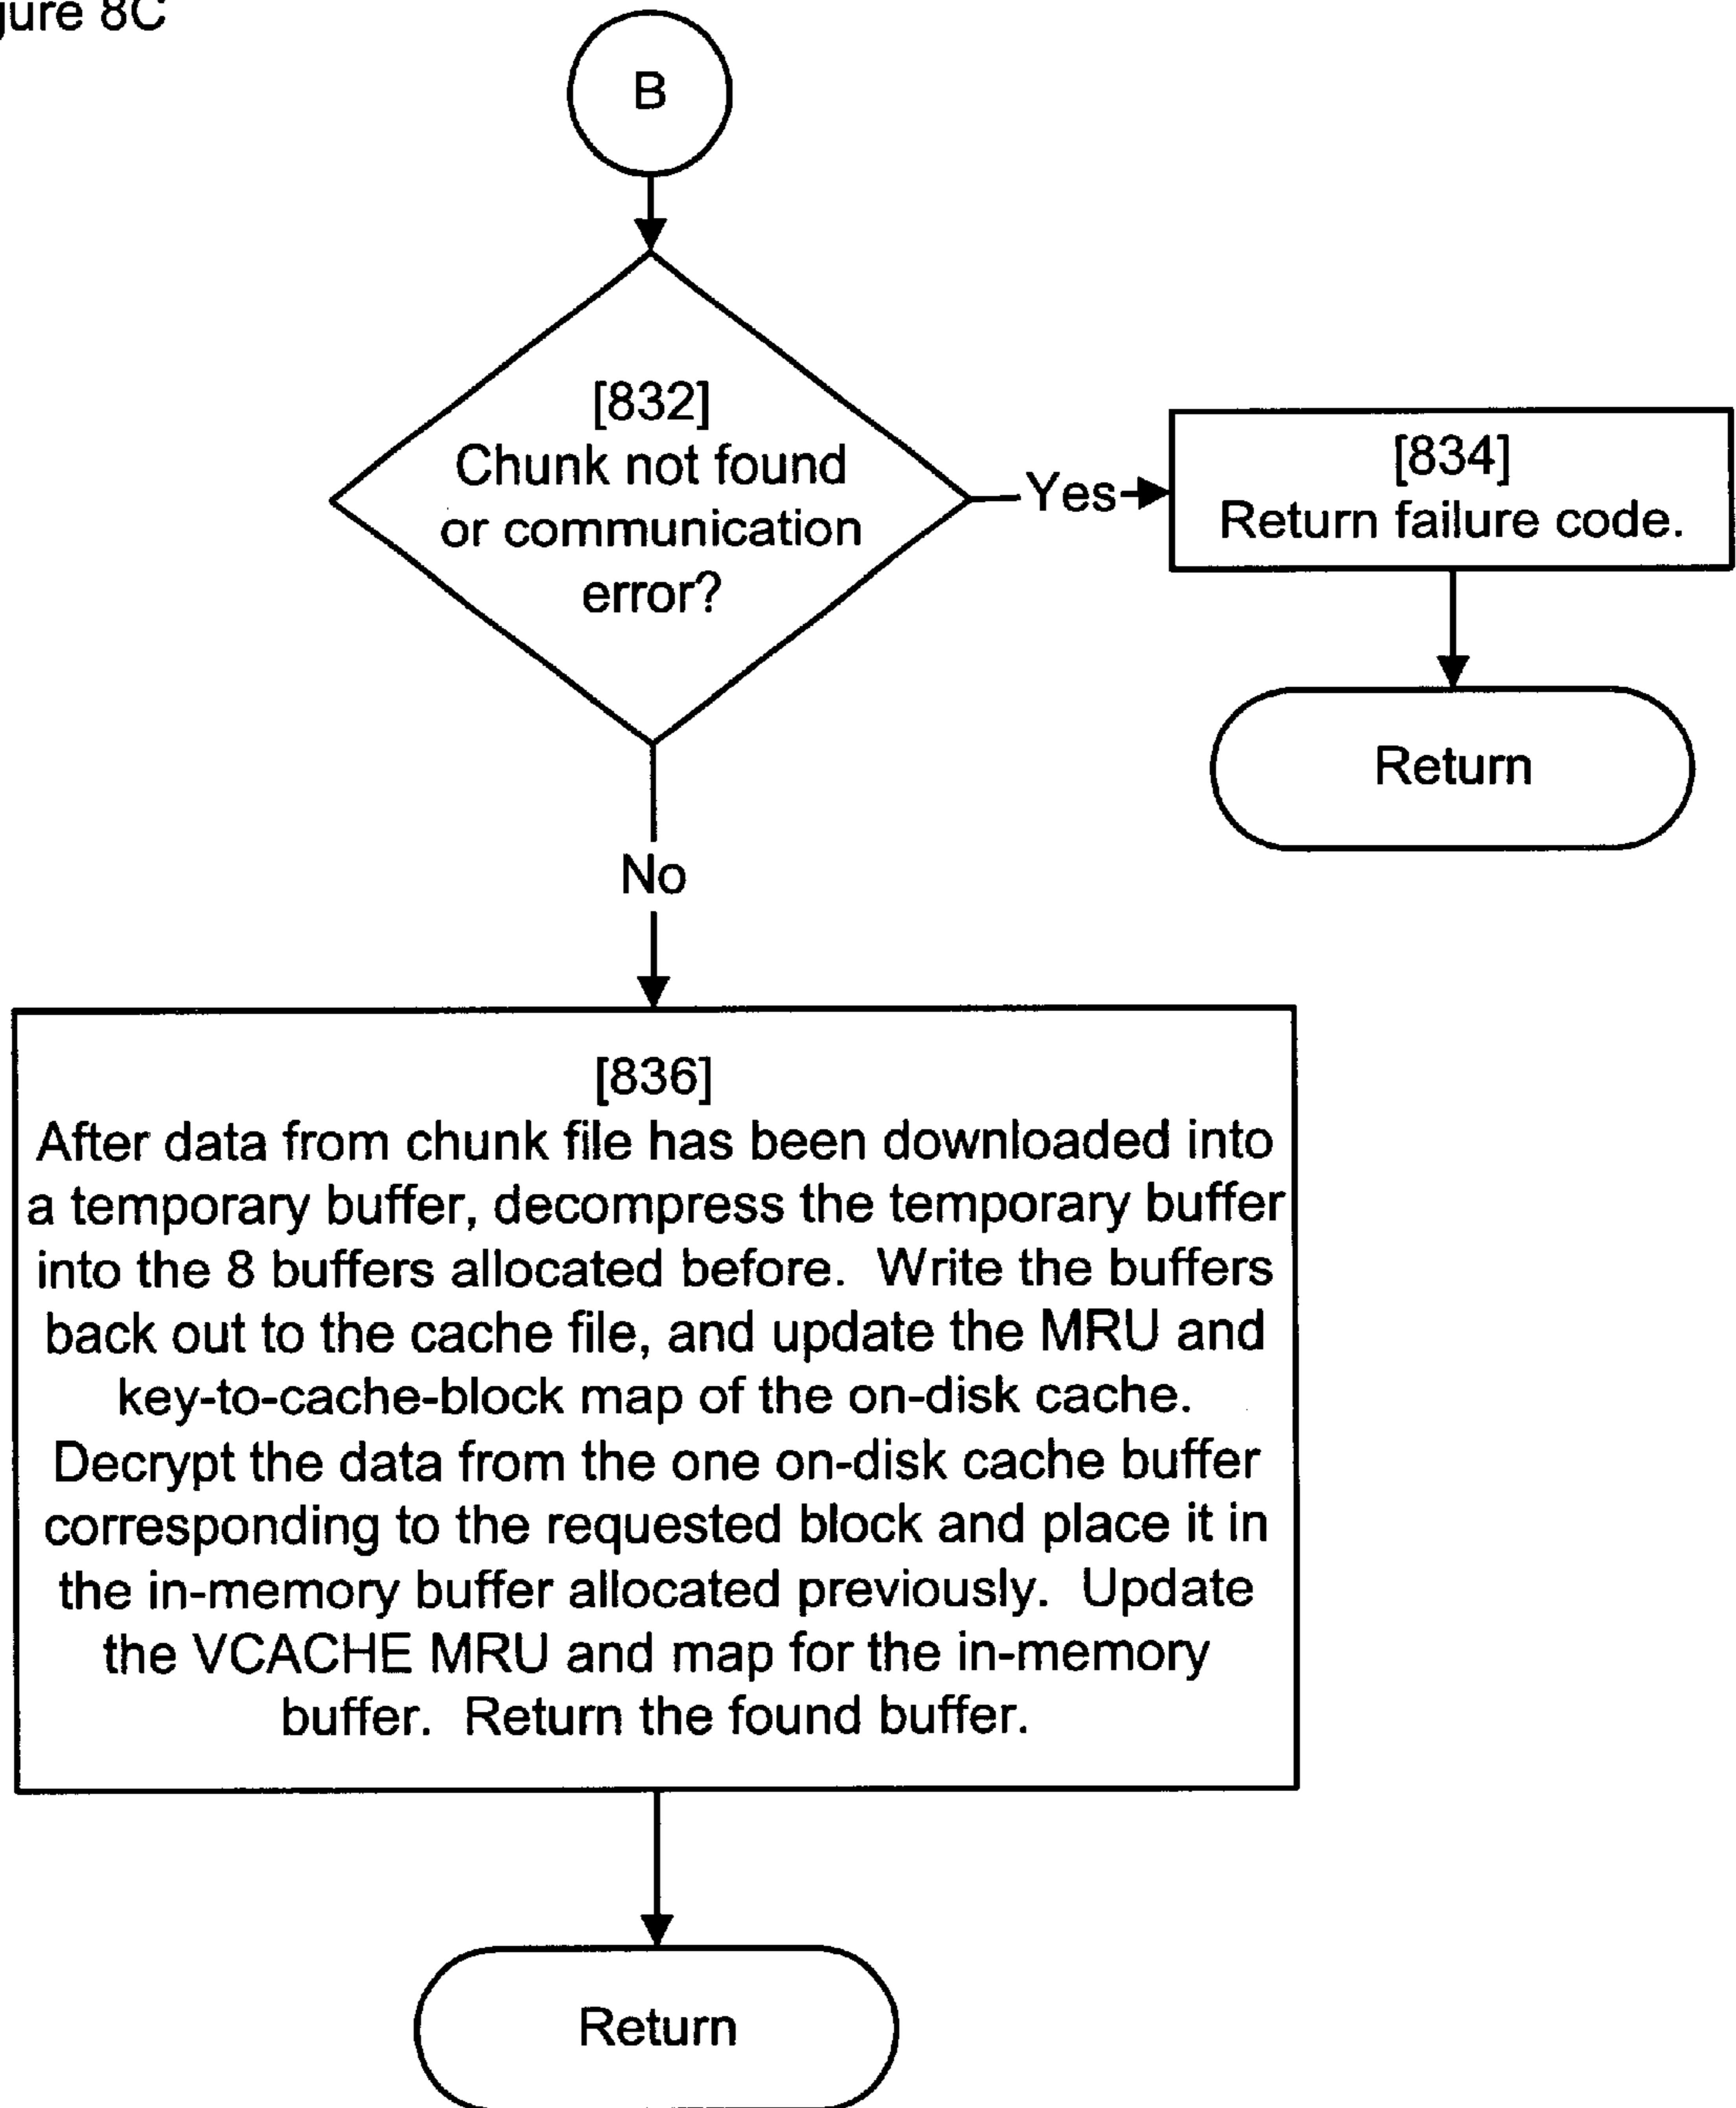 gure 8C
B
[832]
Chunk not found
or communication
error?
Yes
[834]
Return failure code.
Return
No
[836]
After data from chunk file has been downloaded into
a temporary buffer, decompress the temporary buffer
into the 8 buffers allocated before. Write the buffers
back out to the cache file, and update the MRU and
key-to-cache-block map of the on-disk cache.
Decrypt the data from the one on-disk cache buffer
corresponding to the requested block and place it in
the in-memory buffer allocated previously. Update
the VCACHE MRU and map for the in-memory
buffer. Return the found buffer.
Return